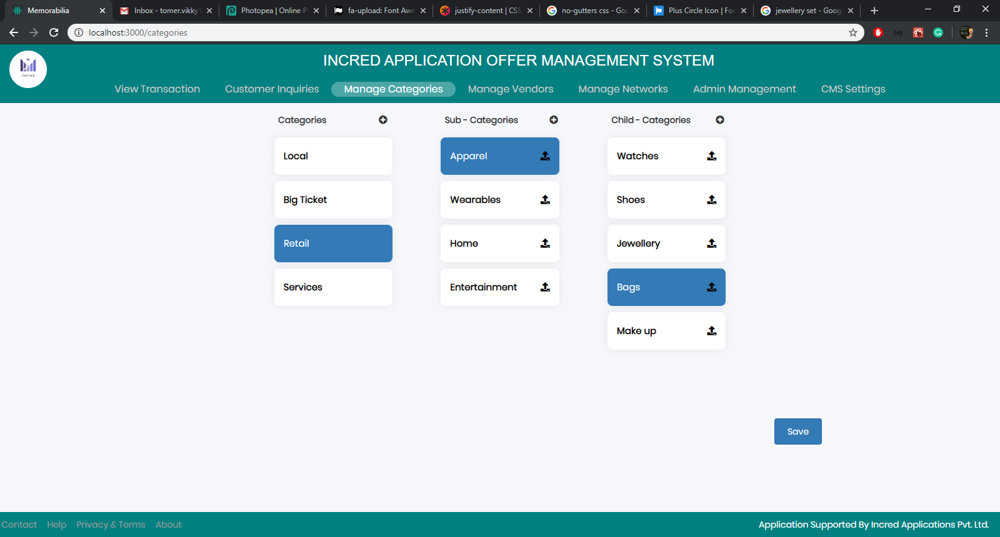 Memorabilia
Inbox - tomer.vikky1
Photopea | Online P
fa-upload: Font Awe
justify-content | CSS
no-gutters css - Goo
Plus Circle Icon | Fon
jewellery set - Goog
localhost:3000/categories
Incred
INCRED APPLICATION OFFER MANAGEMENT SYSTEM
View Transaction
Customer Inquiries
Manage Categories
Manage Vendors
Manage Networks
Admin Management
CMS Settings
Categories
Sub - Categories
Child - Categories
Local
Apparel
Watches
Big Ticket
Wearables
Shoes
Retail
Home
Jewellery
Services
Entertainment
Bags
Make up
Save
Contact
Help
Privacy & Terms
About
Application Supported By Incred Applications Pvt. Ltd.